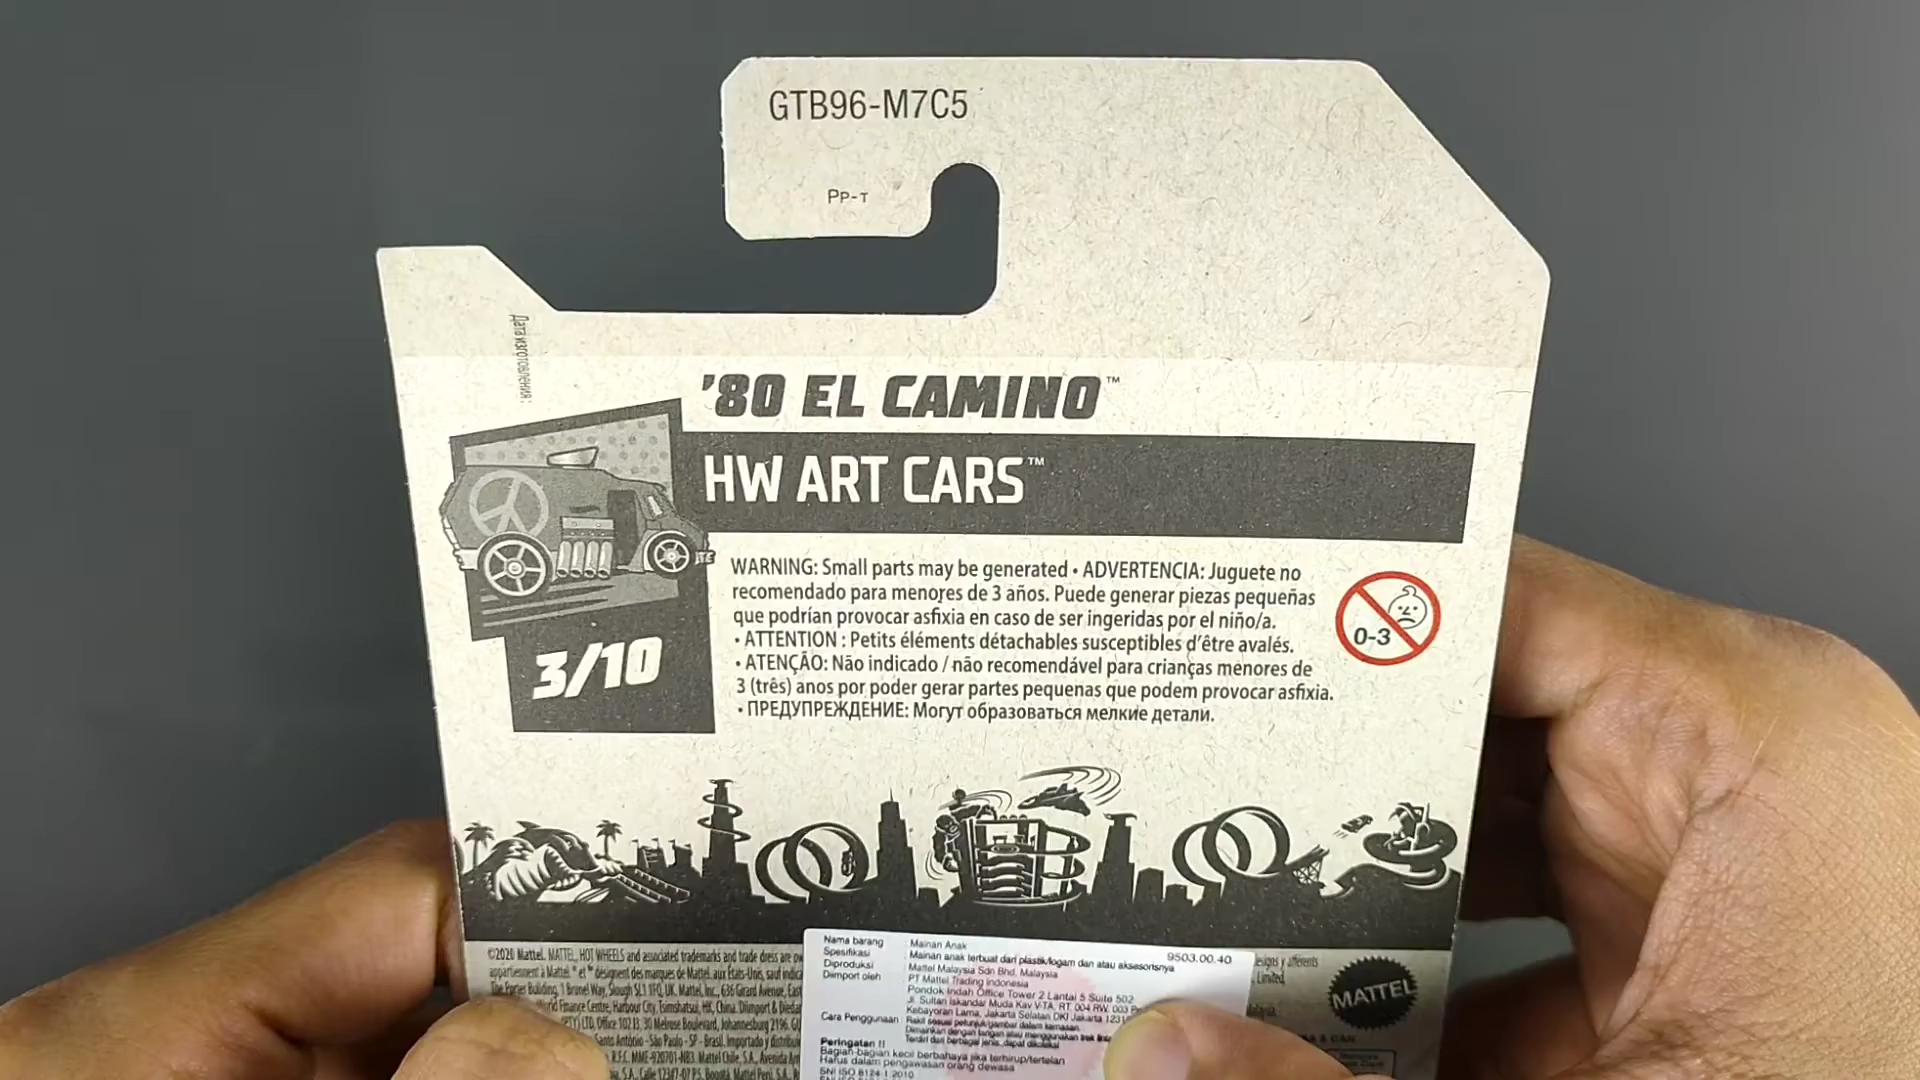 GTB96-M7C5
PP-T
Дата изготовления:
'80 EL CAMINO™
HW ART CARS™
3/10
WARNING: Small parts may be generated • ADVERTENCIA: Juguete no
recomendado para menores de 3 años. Puede generar piezas pequeñas
que podrían provocar asfixia en caso de ser ingeridas por el niño/a.
• ATTENTION : Petits éléments détachables susceptibles d'être avalés.
• ATENÇÃO: Não indicado / não recomendável para crianças menores de
3 (três) anos por poder gerar partes pequenas que podem provocar asfixia.
• ПРЕДУПРЕЖДЕНИЕ: Могут образоваться мелкие детали.
0-3
©2020 Mattel. MATTEL, HOT WHEELS and associated trademarks and trade dress are
appartiennent à Mattel ® et ™ désignent des marques de Mattel aux États-Unis, sauf
The Porter Building, 1 Brunel Way, Slough SL1 1FQ, UK. Mattel, Inc., 636 Girard Avenue, East
World Finance Centre, Harbour City, Tsimshatsui, HK, China. Diimport &
LTD, Office 102 I3, 30 Melrose Boulevard, Johannesburg 2196.
Santo Antônio - São Paulo - SP - Brasil. Importado y
R.F.C. MME-920701-NB3. Mattel Chile, S.A., Avenida
S.A., Calle 123#7-07 P.5, Bogotá. Mattel Perú, S.A.,
Nama barang : Mainan Anak
9503.00.40
Spesifikasi : Mainan anak terbuat dari plastik/logam dan atau aksesorisnya
Diproduksi : Mattel Malaysia Sdn Bhd. Malaysia
Diimport oleh : PT Mattel Trading Indonesia
Pondok Indah Office Tower 2 Lantai 5 Suite 502
Jl. Sultan Iskandar Muda Kav V-TA, RT. 004 RW. 003
Kebayoran Lama, Jakarta Selatan DKI Jakarta
Cara Penggunaan : Rakit sesuai petunjuk/gambar dalam kemasan.
Dimainkan dengan tangan atau menggunakan trek
Terdiri dari berbagai jenis, dapat dikoleksi
Peringatan !!
Bagian-bagian kecil berbahaya jika terhirup/tertelan
Harus dalam pengawasan orang dewasa
SNI ISO 8124-1:2010
MATTEL